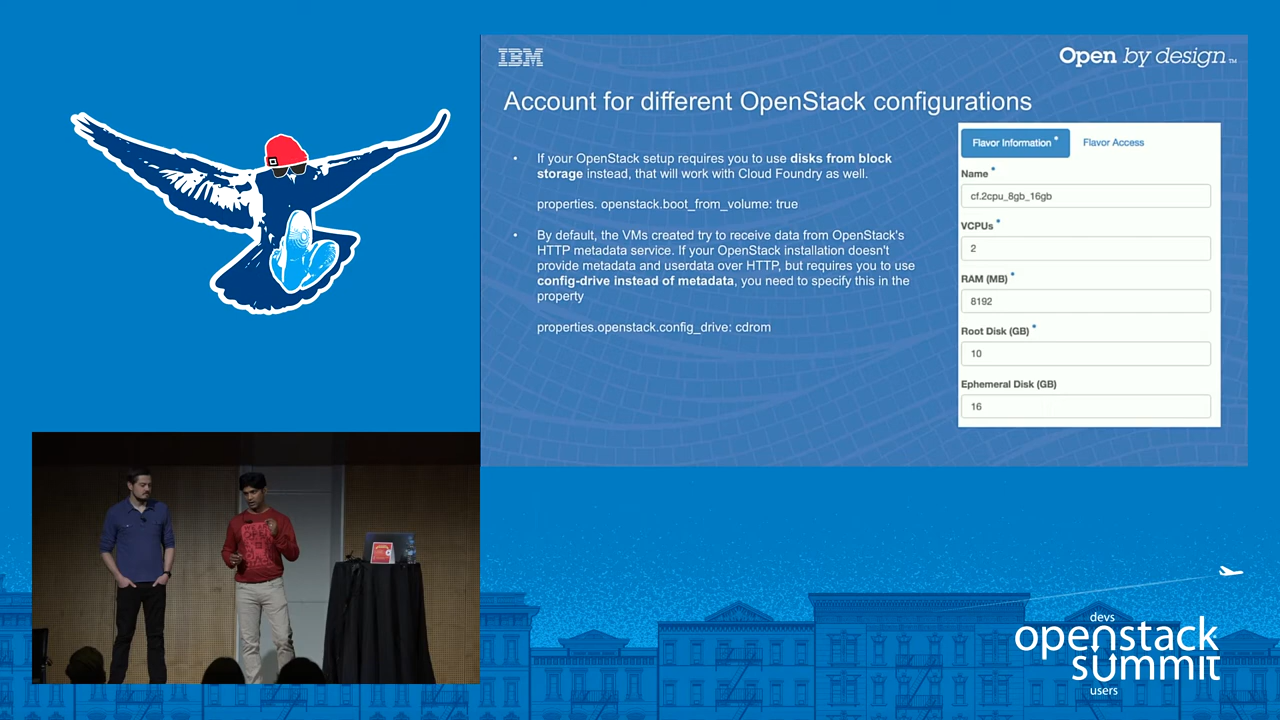 IBM
Open by design™
Account for different OpenStack configurations
• If your OpenStack setup requires you to use disks from block
storage instead, that will work with Cloud Foundry as well.
properties. openstack.boot_from_volume: true
• By default, the VMs created try to receive data from OpenStack's
HTTP metadata service. If your OpenStack installation doesn't
provide metadata and userdata over HTTP, but requires you to use
config-drive instead of metadata, you need to specify this in the
property
properties.openstack.config_drive: cdrom
Flavor Information *
Flavor Access
Name *
cf.2cpu_8gb_16gb
VCPUs *
2
RAM (MB) *
8192
Root Disk (GB) *
10
Ephemeral Disk (GB)
16
devs
openstack
summit
users